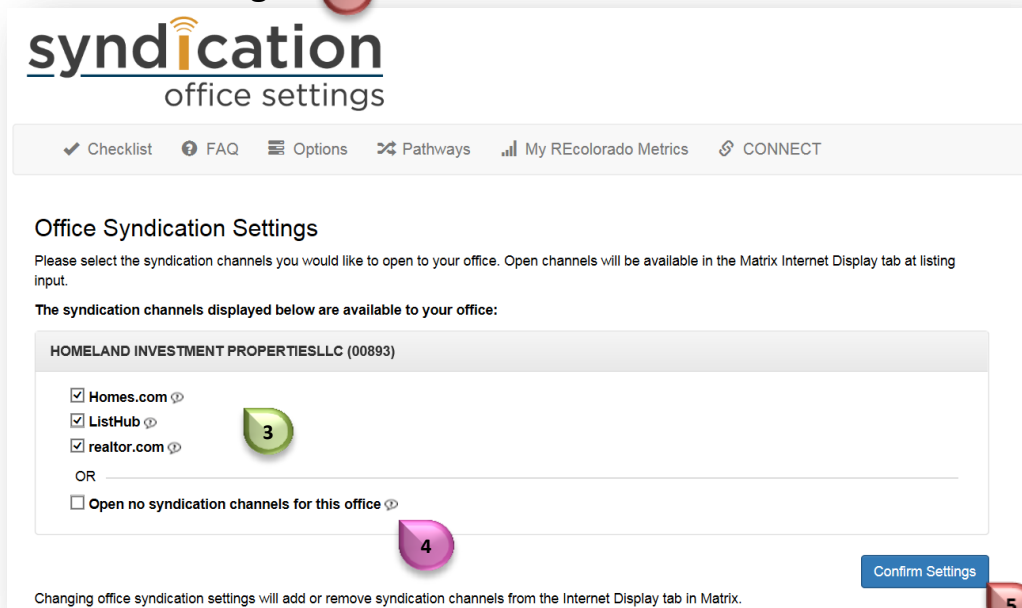 syndication
office settings
Checklist FAQ Options Pathways My REcolorado Metrics CONNECT
Office Syndication Settings
Please select the syndication channels you would like to open to your office. Open channels will be available in the Matrix Internet Display tab at listing
input.
The syndication channels displayed below are available to your office:
HOMELAND INVESTMENT PROPERTIESLLC (00893)
Homes.com
ListHub
3
realtor.com
OR
Open no syndication channels for this office
4
Confirm Settings
5
Changing office syndication settings will add or remove syndication channels from the Internet Display tab in Matrix.